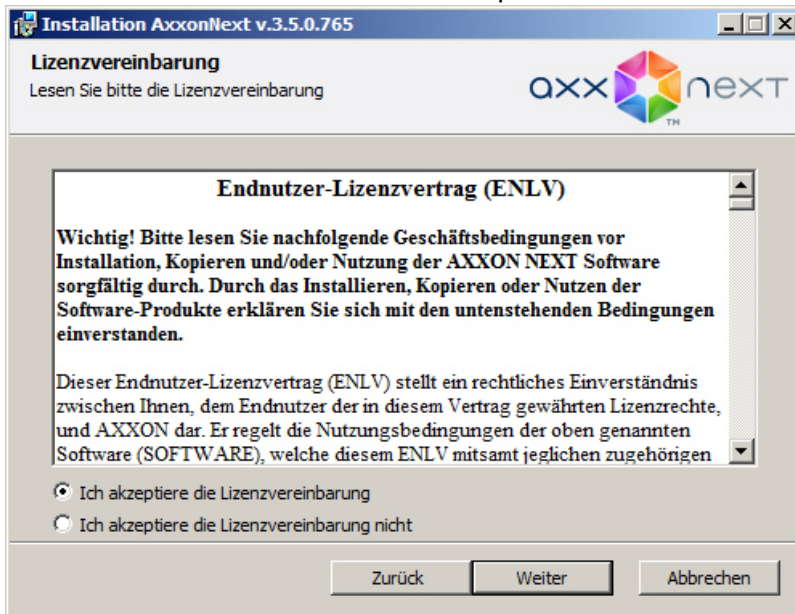 Installation AxxonNext v.3.5.0.765
Lizenzvereinbarung
Lesen Sie bitte die Lizenzvereinbarung
axx next
TM
Endnutzer-Lizenzvertrag (ENLV)
Wichtig! Bitte lesen Sie nachfolgende Geschäftsbedingungen vor
Installation, Kopieren und/oder Nutzung der AXXON NEXT Software
sorgfältig durch. Durch das Installieren, Kopieren oder Nutzen der
Software-Produkte erklären Sie sich mit den untenstehenden Bedingungen
einverstanden.
Dieser Endnutzer-Lizenzvertrag (ENLV) stellt ein rechtliches Einverständnis
zwischen Ihnen, dem Endnutzer der in diesem Vertrag gewährten Lizenzrechte,
und AXXON dar. Er regelt die Nutzungsbedingungen der oben genannten
Software (SOFTWARE), welche diesem ENLV mitsamt jeglichen zugehörigen
Ich akzeptiere die Lizenzvereinbarung
Ich akzeptiere die Lizenzvereinbarung nicht
Zurück Weiter Abbrechen